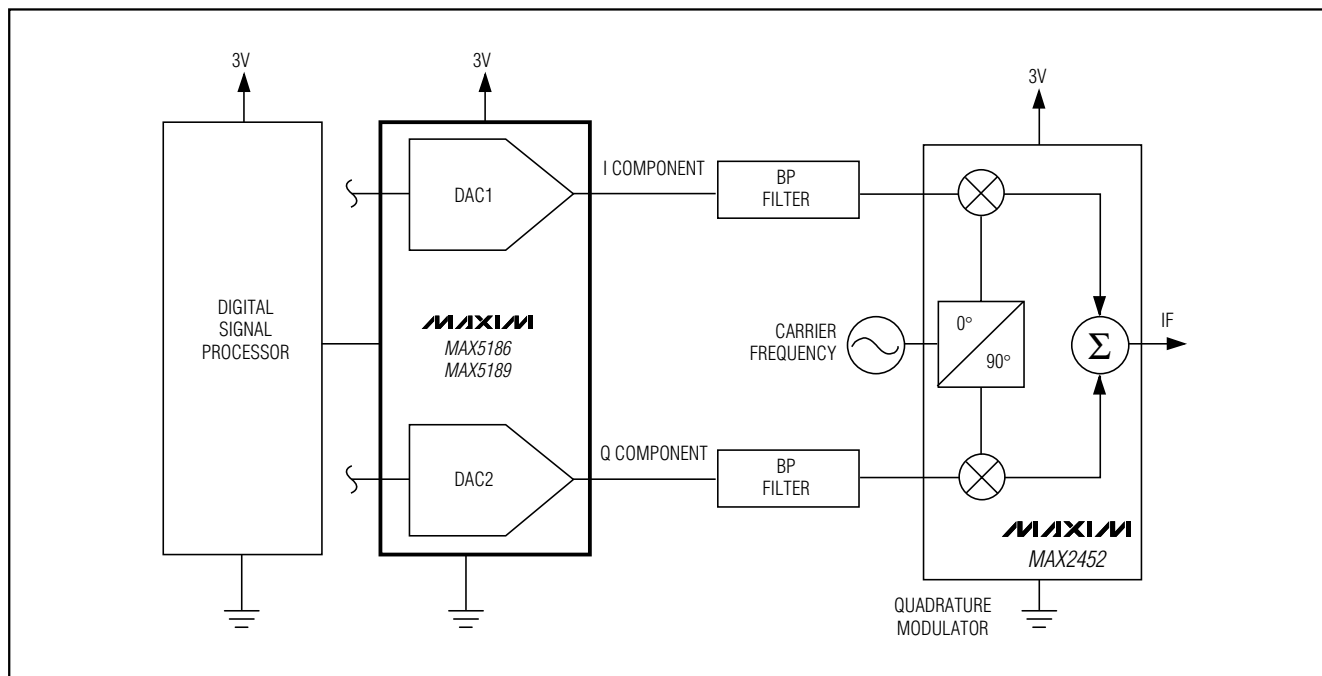 3V
3V
3V
DAC1
I COMPONENT
BP
FILTER
DIGITAL
SIGNAL
PROCESSOR
MAXIM
MAX5186
MAX5189
CARRIER
FREQUENCY
0°
90°
Σ
IF
DAC2
Q COMPONENT
BP
FILTER
MAXIM
MAX2452
QUADRATURE
MODULATOR